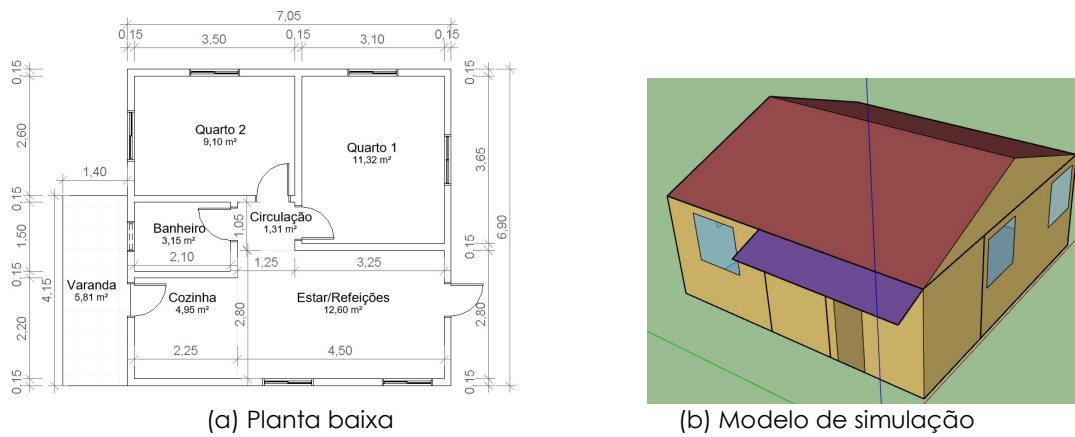 7,05
0,15 3,50 0,15 3,10 0,15
0,15 2,60 0,15 1,50 0,15 2,20 0,15
1,40
4,15
Quarto 2
9,10 m²
Quarto 1
11,32 m²
0,15 3,65 0,15 2,80 0,15
6,90
Banheiro
3,15 m²
2,10
Circulação
1,31 m²
1,05
1,25 3,25
Varanda
5,81 m²
Cozinha
4,95 m²
Estar/Refeições
12,60 m²
2,80
2,25 4,50
(a) Planta baixa
(b) Modelo de simulação